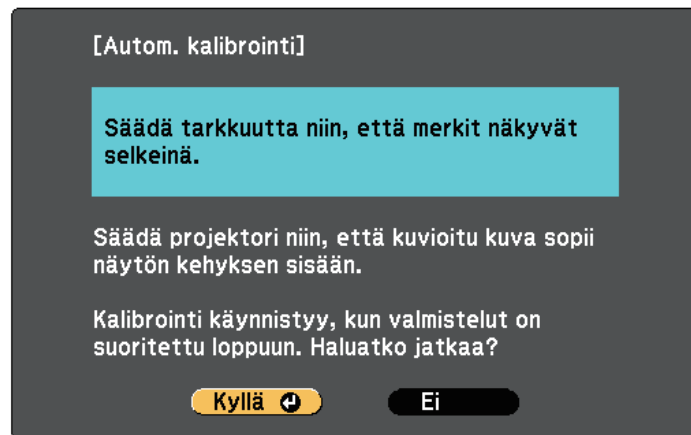 [Autom. kalibrointi]
Säädä tarkkuutta niin, että merkit näkyvät
selkeinä.
Säädä projektori niin, että kuvioitu kuva sopii
näytön kehyksen sisään.
Kalibrointi käynnistyy, kun valmistelut on
suoritettu loppuun. Haluatko jatkaa?
Kyllä Ei